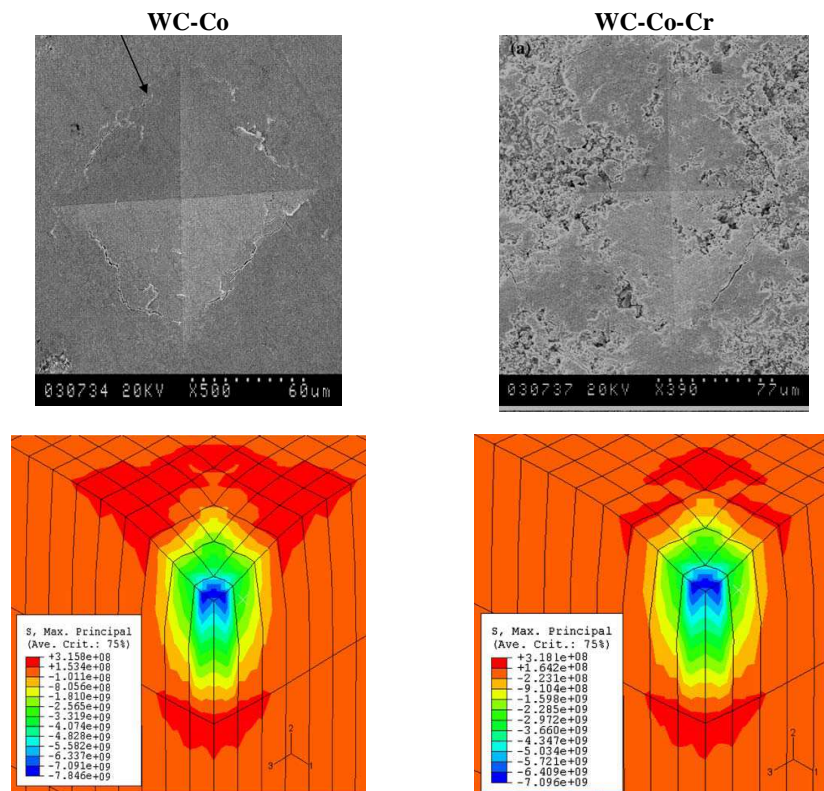 WC-Co
WC-Co-Cr
(a)
030734 20KV X500 60um
030737 20KV X390 77um
S, Max. Principal
(Ave. Crit.: 75%)
+3.158e+08
+1.534e+08
-1.011e+08
-8.056e+08
-1.810e+09
-2.565e+09
-3.319e+09
-4.074e+09
-4.828e+09
-5.582e+09
-6.337e+09
-7.091e+09
-7.846e+09
2
3
1
S, Max. Principal
(Ave. Crit.: 75%)
+3.181e+08
+1.642e+08
-2.231e+08
-9.104e+08
-1.598e+09
-2.285e+09
-2.972e+09
-3.660e+09
-4.347e+09
-5.034e+09
-5.721e+09
-6.409e+09
-7.096e+09
2
3
1